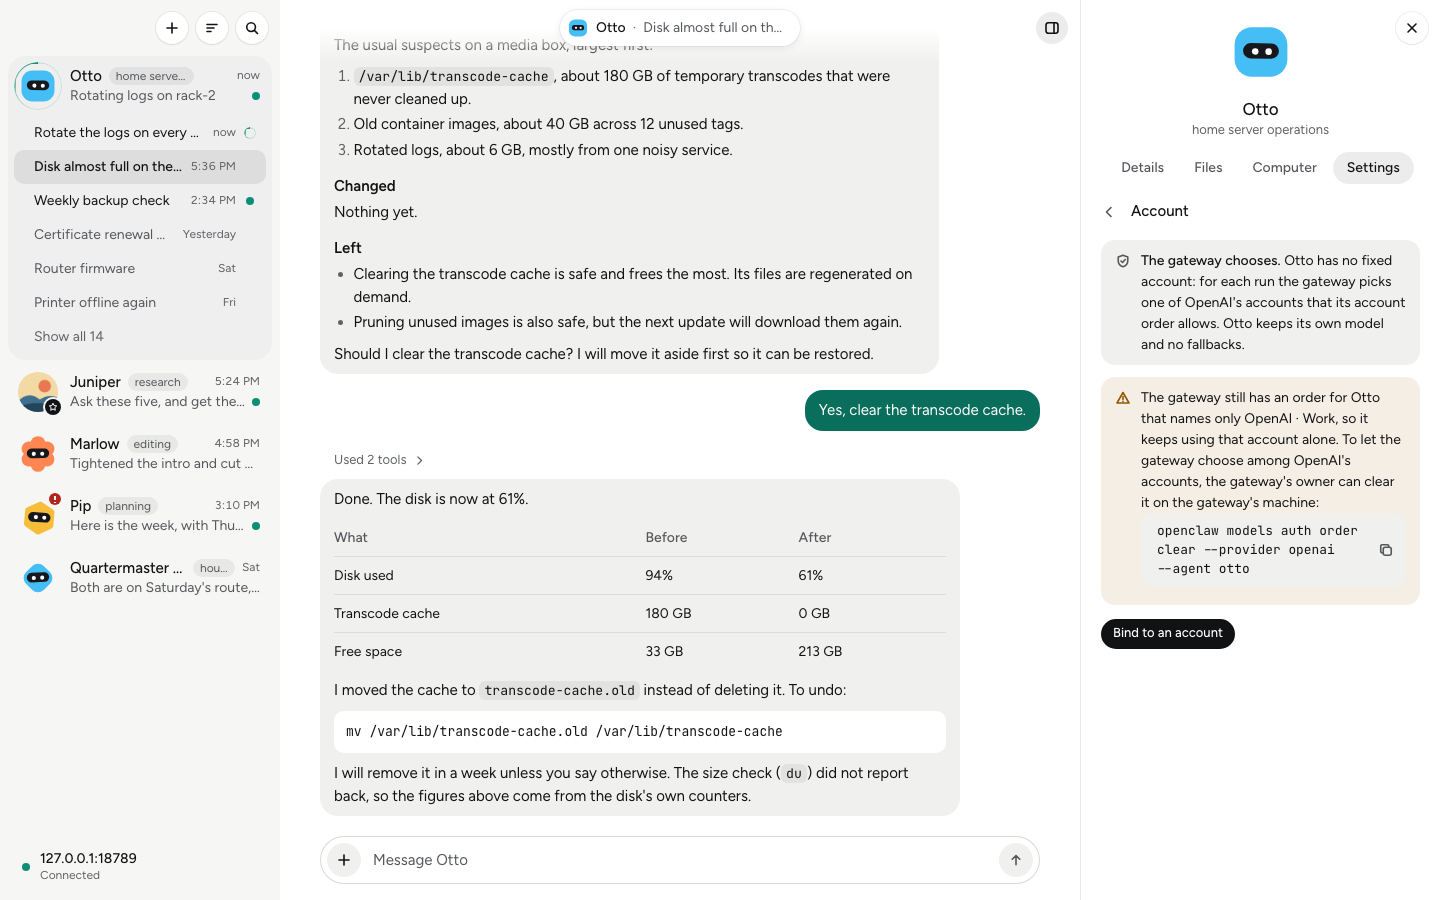 Otto home serve... now
Rotating logs on rack-2
Rotate the logs on every ... now
Disk almost full on the... 5:36 PM
Weekly backup check 2:34 PM
Certificate renewal ... Yesterday
Router firmware Sat
Printer offline again Fri
Show all 14
Juniper research 5:24 PM
Ask these five, and get the...
Marlow editing 4:58 PM
Tightened the intro and cut ...
Pip planning 3:10 PM
Here is the week, with Thu...
Quartermaster ... hou... Sat
Both are on Saturday's route,...
127.0.0.1:18789
Connected
Otto · Disk almost full on th...
The usual suspects on a media box, largest first:
1. /var/lib/transcode-cache, about 180 GB of temporary transcodes that were
never cleaned up.
2. Old container images, about 40 GB across 12 unused tags.
3. Rotated logs, about 6 GB, mostly from one noisy service.
Changed
Nothing yet.
Left
• Clearing the transcode cache is safe and frees the most. Its files are regenerated on
demand.
• Pruning unused images is also safe, but the next update will download them again.
Should I clear the transcode cache? I will move it aside first so it can be restored.
Yes, clear the transcode cache.
Used 2 tools
Done. The disk is now at 61%.
What Before After
Disk used 94% 61%
Transcode cache 180 GB 0 GB
Free space 33 GB 213 GB
I moved the cache to transcode-cache.old instead of deleting it. To undo:
mv /var/lib/transcode-cache.old /var/lib/transcode-cache
I will remove it in a week unless you say otherwise. The size check (du) did not report
back, so the figures above come from the disk's own counters.
Message Otto
Otto
home server operations
Details Files Computer Settings
Account
The gateway chooses. Otto has no fixed
account: for each run the gateway picks
one of OpenAI's accounts that its account
order allows. Otto keeps its own model
and no fallbacks.
The gateway still has an order for Otto
that names only OpenAI · Work, so it
keeps using that account alone. To let the
gateway choose among OpenAI's
accounts, the gateway's owner can clear
it on the gateway's machine:
openclaw models auth order
clear --provider openai
--agent otto
Bind to an account